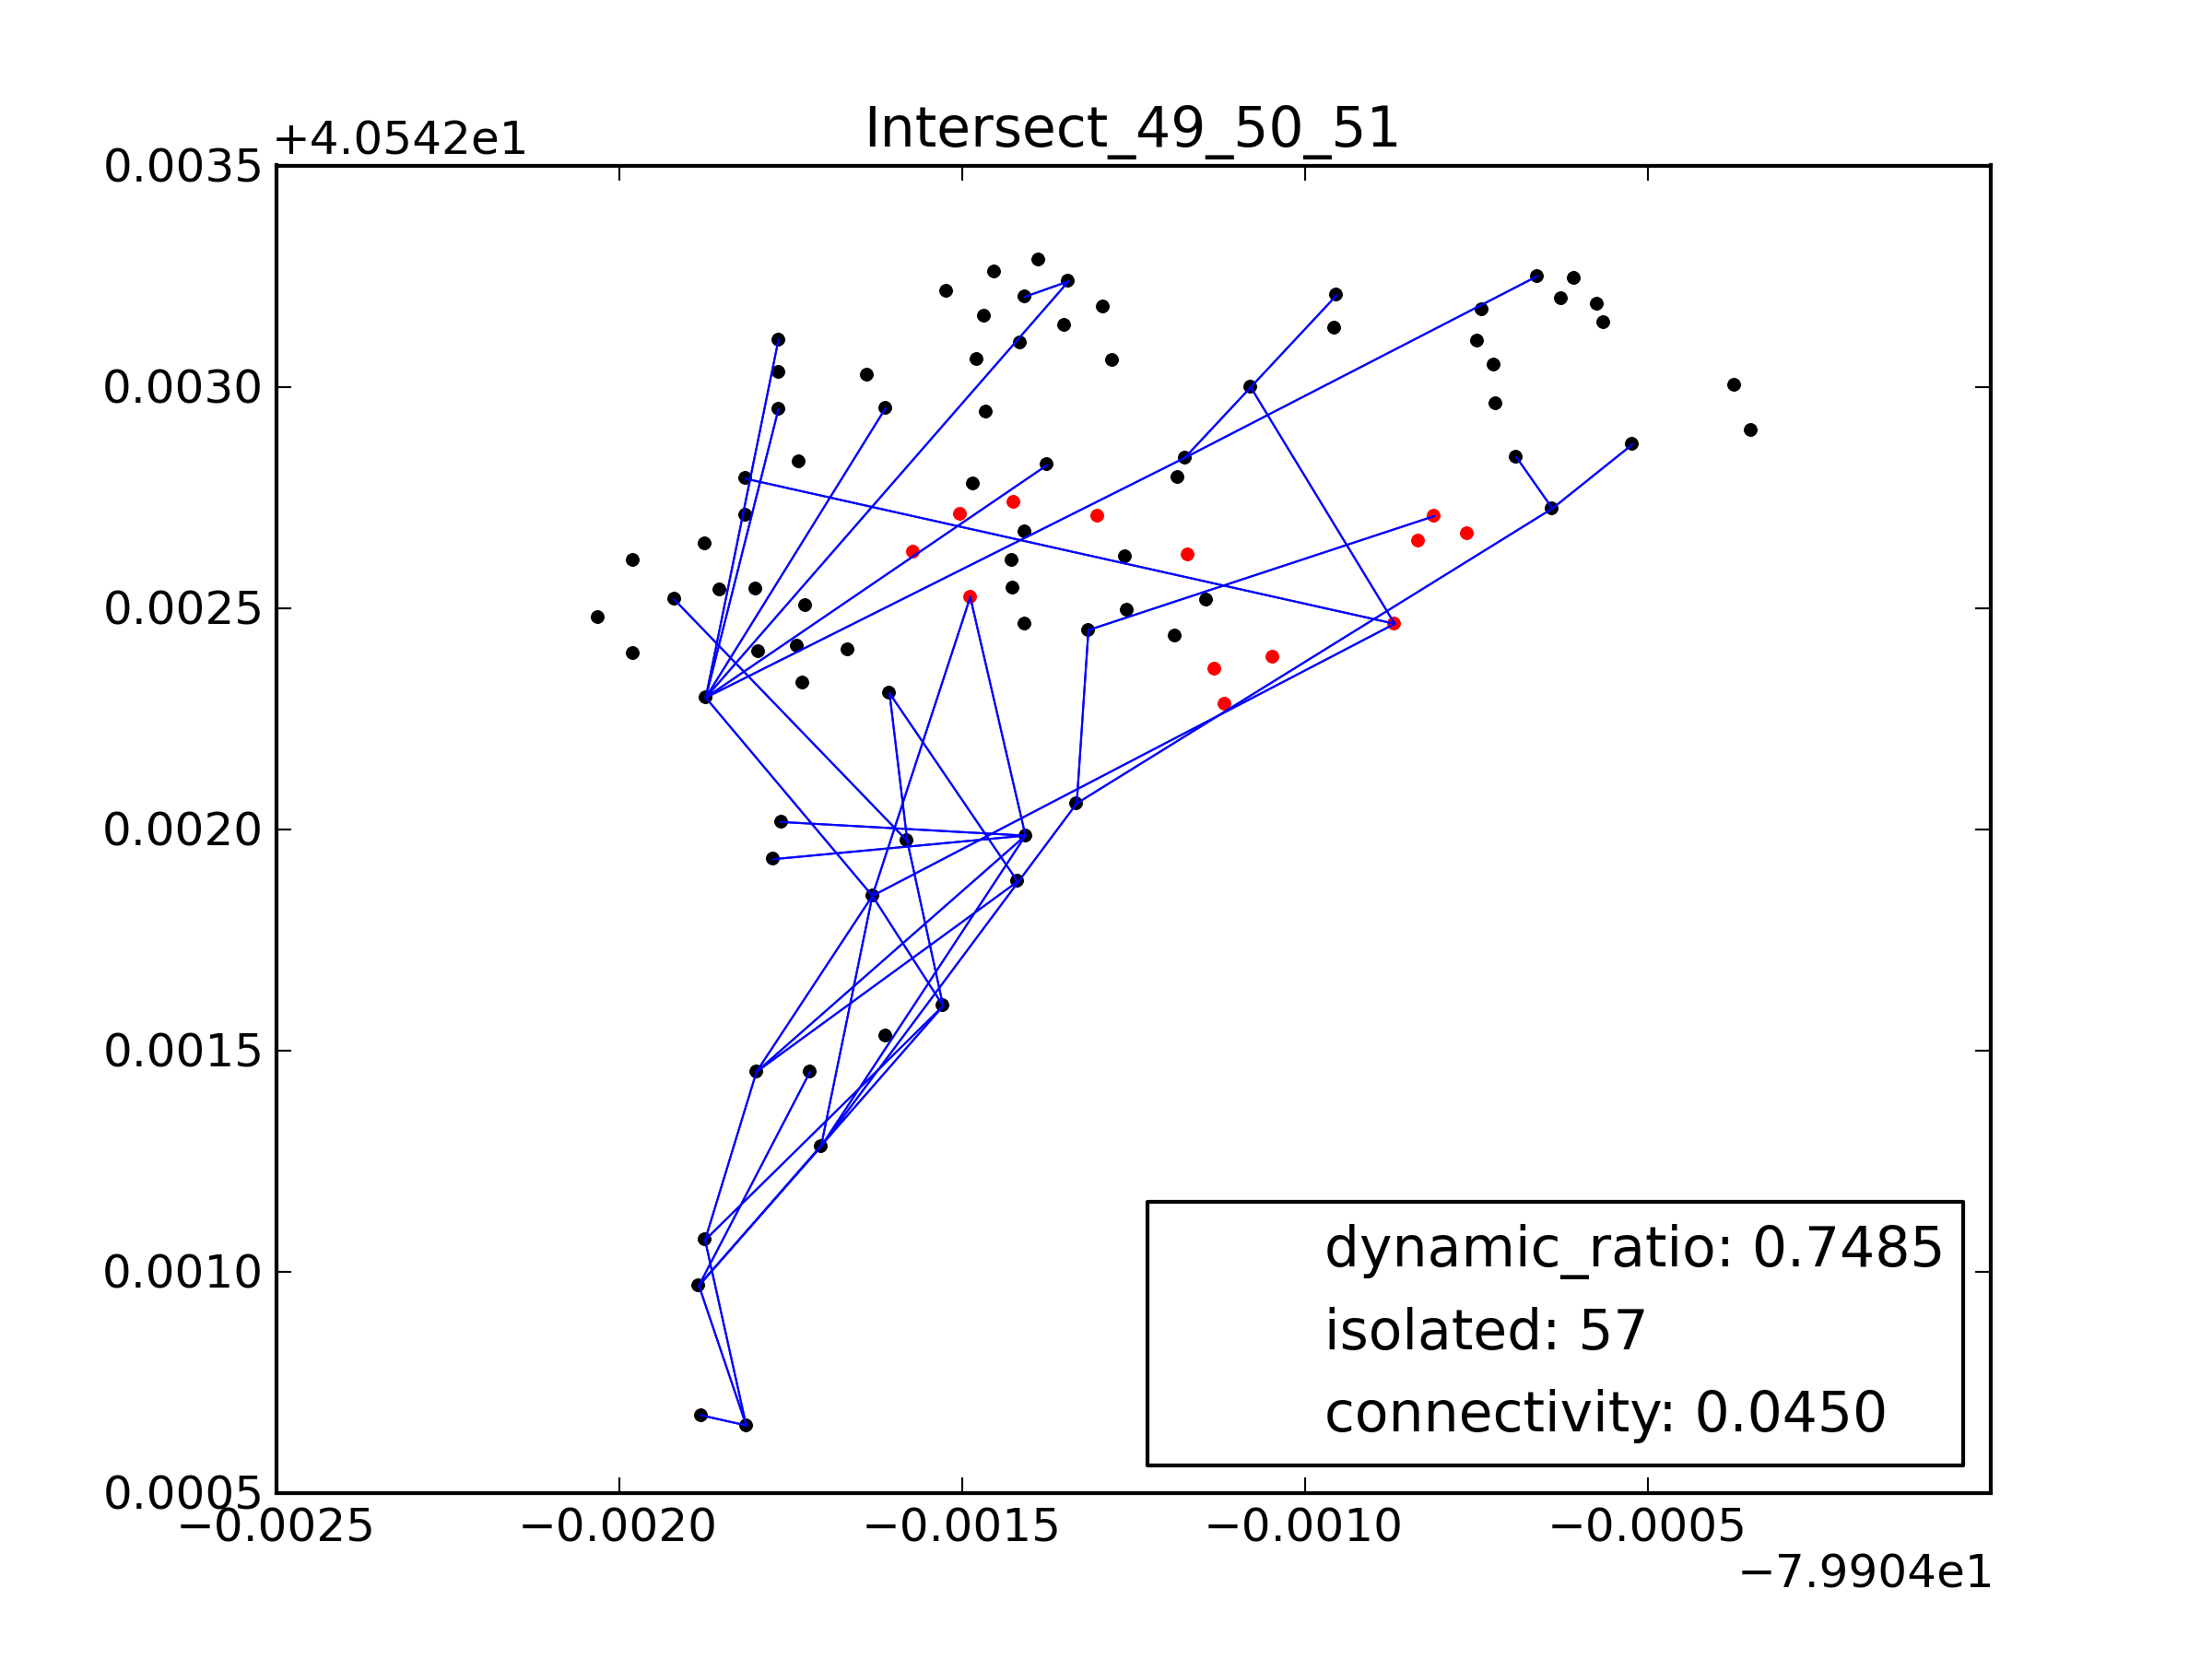 Intersect_49_50_51
+4.0542e1
0.0035
0.0030
0.0025
0.0020
0.0015
0.0010
0.0005
dynamic_ratio: 0.7485
isolated: 57
connectivity: 0.0450
−0.0025 −0.0020 −0.0015 −0.0010 −0.0005
−7.9904e1